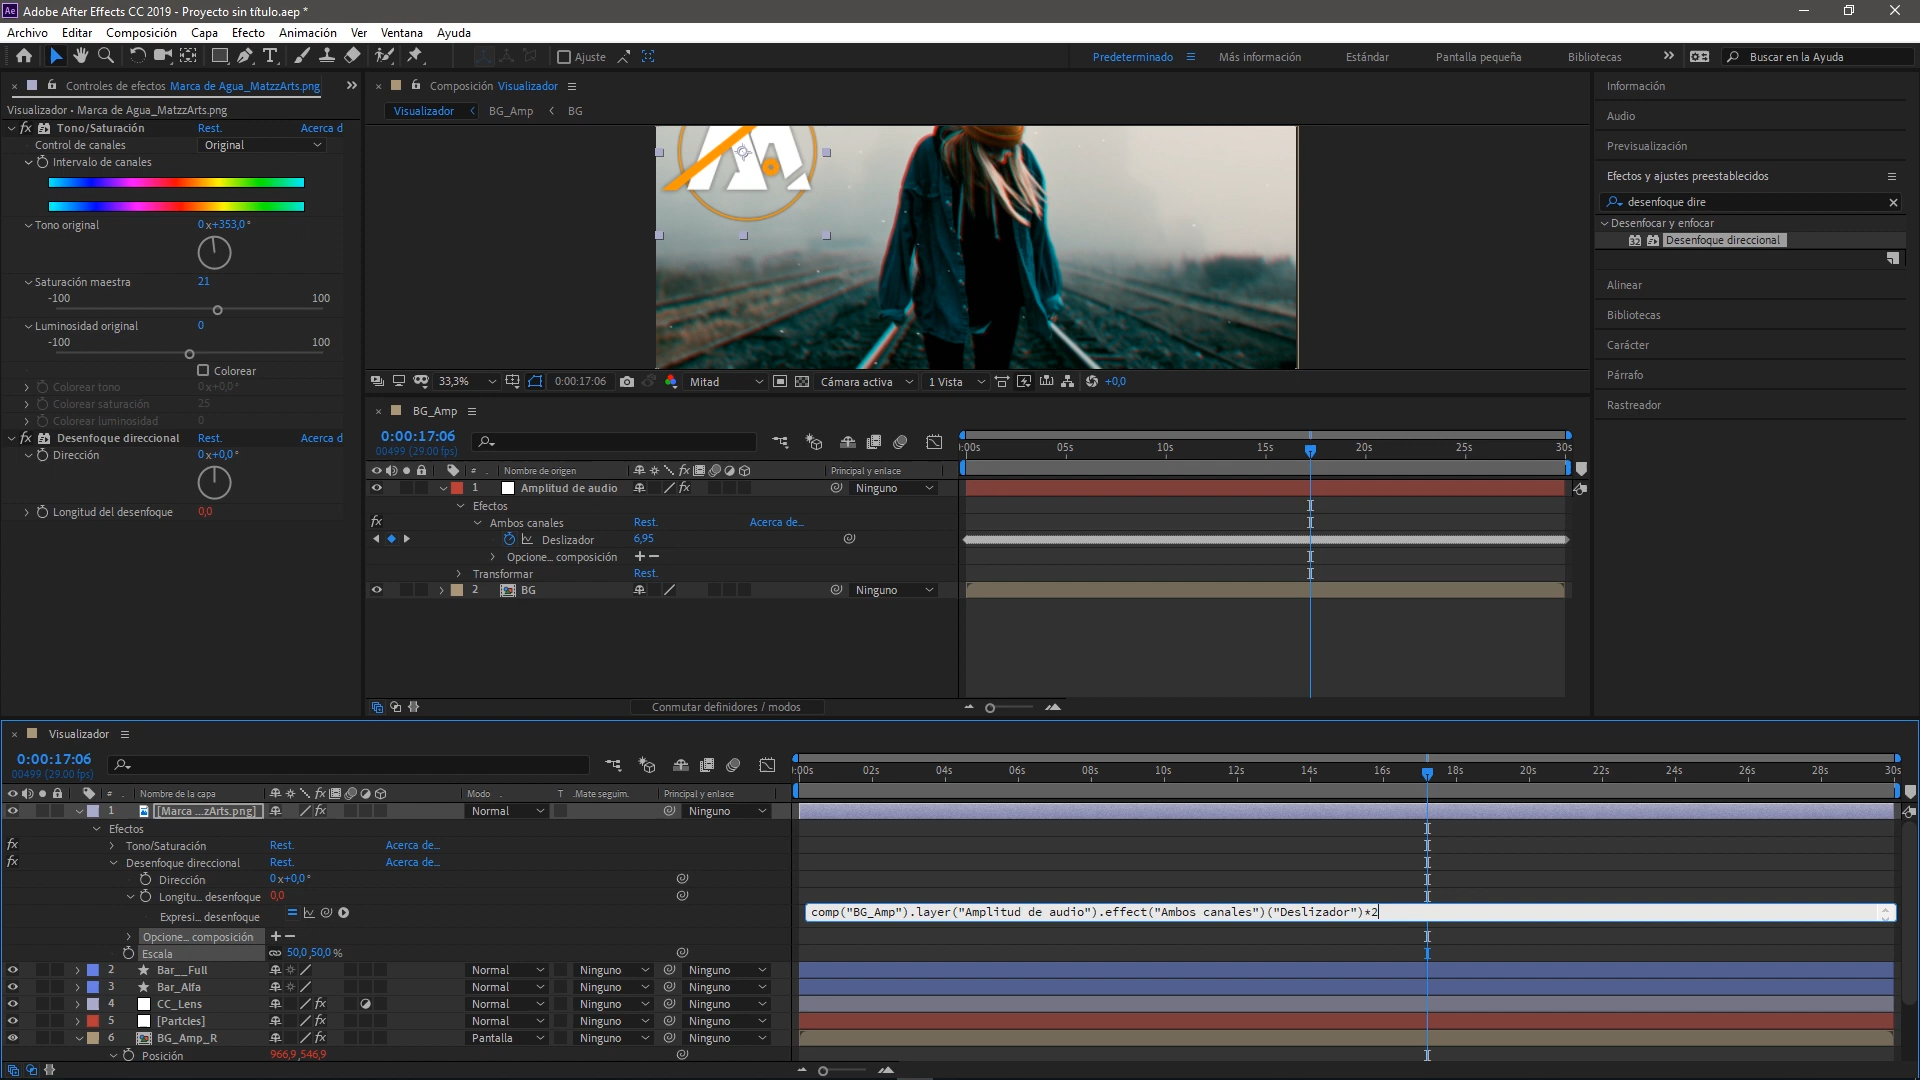 Ae Adobe After Effects CC 2019 - Proyecto sin título.aep *
Archivo Editar Composición Capa Efecto Animación Ver Ventana Ayuda
Ajuste Predeterminado Más información Estándar Pantalla pequeña Bibliotecas Buscar en la Ayuda
Controles de efectos Marca de Agua_MatzzArts.png
Visualizador • Marca de Agua_MatzzArts.png
fx Tono/Saturación Rest. Acerca d
Control de canales Original
Intervalo de canales
Tono original 0x+353,0°
Saturación maestra 21
-100 100
Luminosidad original 0
-100 100
Colorear
Colorear tono 0x+0,0°
Colorear saturación 25
Colorear luminosidad 0
fx Desenfoque direccional Rest. Acerca d
Dirección 0x+0,0°
Longitud del desenfoque 0,0
Composición Visualizador
Visualizador BG_Amp BG
33,3% 0:00:17:06 Mitad Cámara activa 1 Vista +0,0
Información
Audio
Previsualización
Efectos y ajustes preestablecidos
desenfoque dire
Desenfocar y enfocar
32 Desenfoque direccional
Alinear
Bibliotecas
Carácter
Párrafo
Rastreador
BG_Amp
0:00:17:06
00499 (29.00 fps)
:00s 05s 10s 15s 20s 25s 30s
# Nombre de origen fx Principal y enlace
1 Amplitud de audio fx Ninguno
Efectos
fx Ambos canales Rest. Acerca de...
Deslizador 6,95
Opcione... composición
Transformar Rest.
2 BG Ninguno
Conmutar definidores / modos
Visualizador
0:00:17:06
00499 (29.00 fps)
:00s 02s 04s 06s 08s 10s 12s 14s 16s 18s 20s 22s 24s 26s 28s 30s
# Nombre de la capa fx Modo T .Mate seguim. Principal y enlace
1 [Marca ...zArts.png] fx Normal Ninguno
Efectos
fx Tono/Saturación Rest. Acerca de...
fx Desenfoque direccional Rest. Acerca de...
Dirección 0x+0,0°
Longitu... desenfoque 0,0
Expresi... desenfoque comp("BG_Amp").layer("Amplitud de audio").effect("Ambos canales")("Deslizador")*2
Opcione... composición
Escala 50,0,50,0%
2 Bar__Full Normal Ninguno Ninguno
3 Bar_Alfa Normal Ninguno Ninguno
4 CC_Lens fx Normal Ninguno Ninguno
5 [Partcles] fx Normal Ninguno Ninguno
6 BG_Amp_R fx Pantalla Ninguno Ninguno
Posición 966,9,546,9